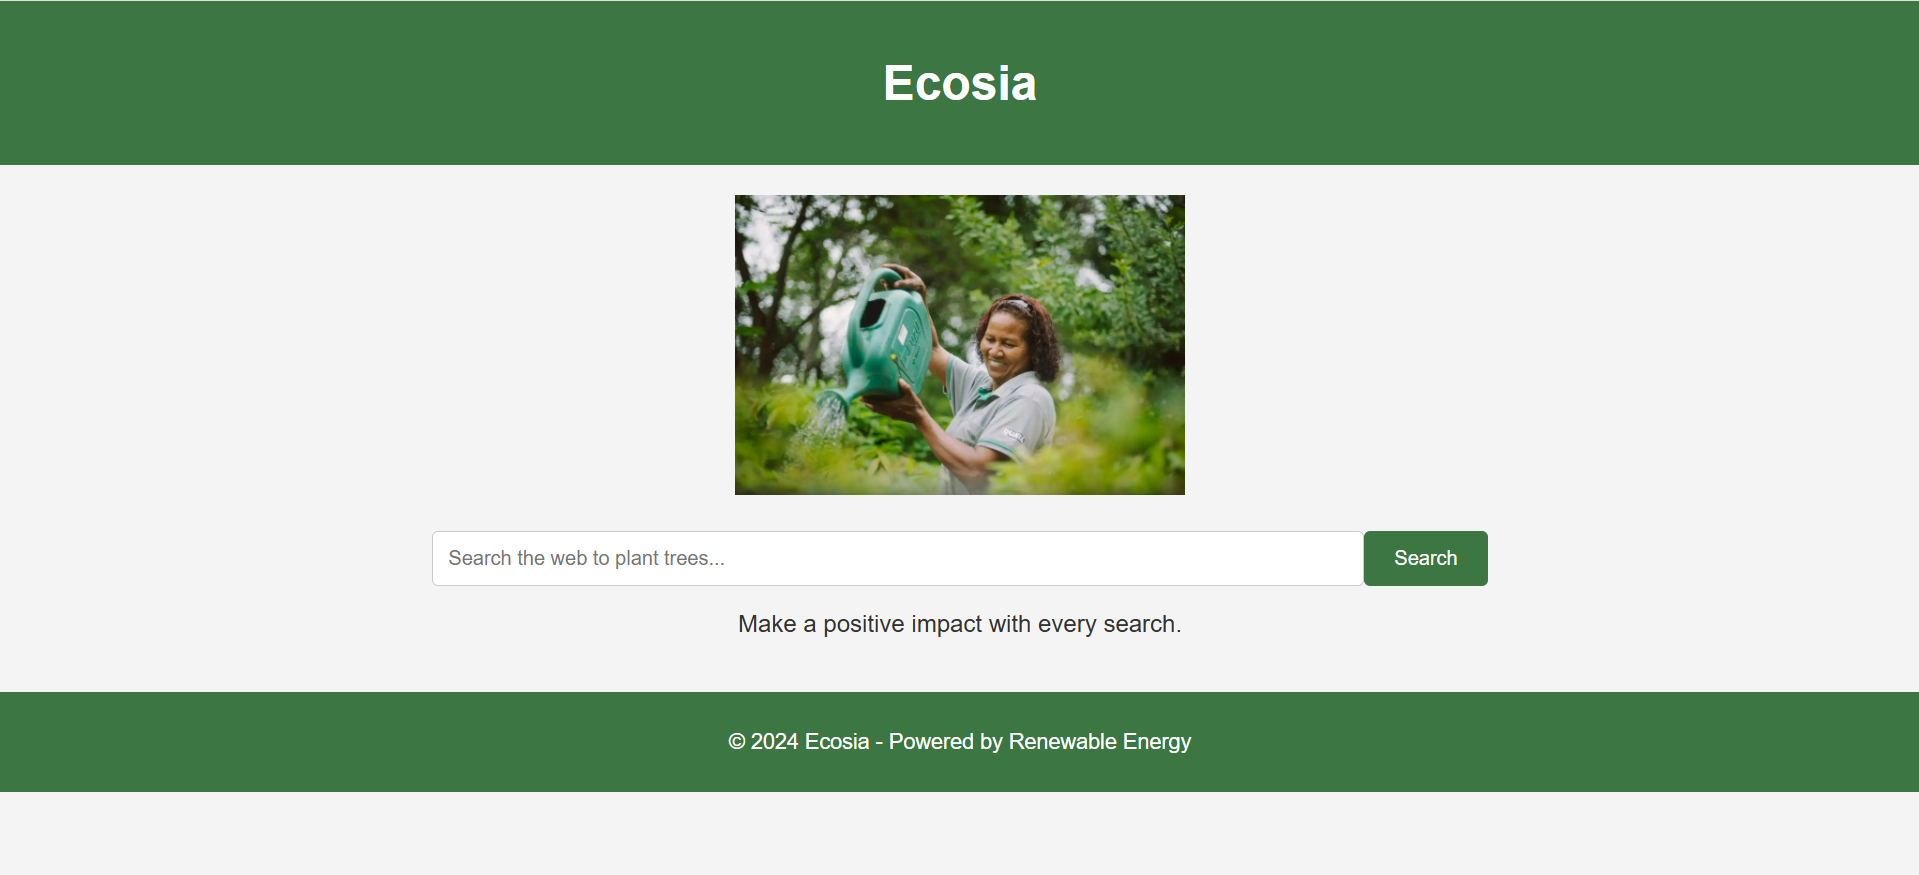 Ecosia
Search the web to plant trees...
Search
Make a positive impact with every search.
© 2024 Ecosia - Powered by Renewable Energy